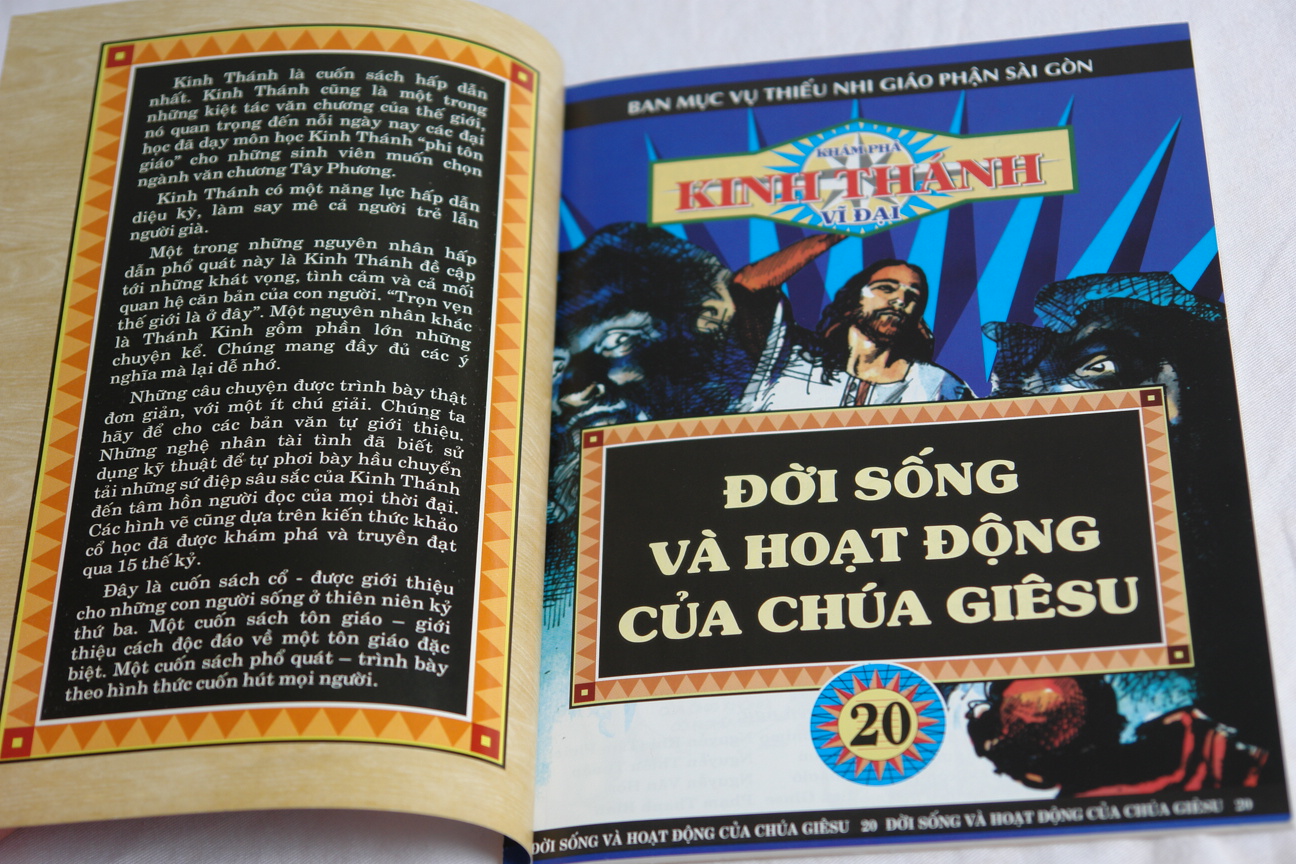 Kinh Thánh là cuốn sách hấp dẫn
nhất. Kinh Thánh cũng là một trong
những kiệt tác văn chương của thế giới,
nó quan trọng đến nỗi ngày nay các đại
học đã dạy môn học Kinh Thánh “phi tôn
giáo” cho những sinh viên muốn chọn
ngành văn chương Tây Phương.
Kinh Thánh có một năng lực hấp dẫn
diệu kỳ, làm say mê cả người trẻ lẫn
người già.
Một trong những nguyên nhân hấp
dẫn phổ quát này là Kinh Thánh đề cập
tới những khát vọng, tình cảm và cả mối
quan hệ căn bản của con người. “Trọn vẹn
thế giới là ở đây”. Một nguyên nhân khác
là Thánh Kinh gồm phần lớn những
chuyện kể. Chúng mang đầy đủ các ý
nghĩa mà lại dễ nhớ.
Những câu chuyện được trình bày thật
đơn giản, với một ít chú giải. Chúng ta
hãy để cho các bản văn tự giới thiệu.
Những nghệ nhân tài tình đã biết sử
dụng kỹ thuật để tự phơi bày hầu chuyển
tải những sứ điệp sâu sắc của Kinh Thánh
đến tâm hồn người đọc của mọi thời đại.
Các hình vẽ cũng dựa trên kiến thức khảo
cổ học đã được khám phá và truyền đạt
qua 15 thế kỷ.
Đây là cuốn sách cổ - được giới thiệu
cho những con người sống ở thiên niên kỷ
thứ ba. Một cuốn sách tôn giáo – giới
thiệu cách độc đáo về một tôn giáo đặc
biệt. Một cuốn sách phổ quát – trình bày
theo hình thức cuốn hút mọi người.
BAN MỤC VỤ THIẾU NHI GIÁO PHẬN SÀI GÒN
KHÁM PHÁ
KINH THÁNH
VĨ ĐẠI
ĐỜI SỐNG
VÀ HOẠT ĐỘNG
CỦA CHÚA GIÊSU
20
ĐỜI SỐNG VÀ HOẠT ĐỘNG CỦA CHÚA GIÊSU 20 ĐỜI SỐNG VÀ HOẠT ĐỘNG CỦA CHÚA GIÊSU 20